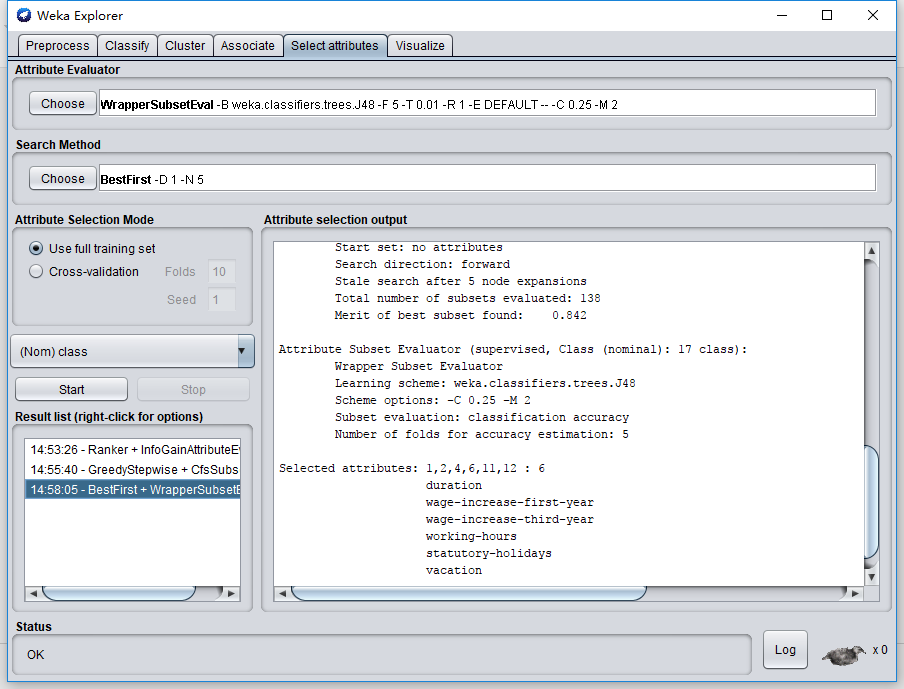 Weka Explorer
Preprocess Classify Cluster Associate Select attributes Visualize
Attribute Evaluator
Choose WrapperSubsetEval -B weka.classifiers.trees.J48 -F 5 -T 0.01 -R 1 -E DEFAULT -- -C 0.25 -M 2
Search Method
Choose BestFirst -D 1 -N 5
Attribute Selection Mode
Use full training set
Cross-validation Folds 10
Seed 1
(Nom) class
Start Stop
Result list (right-click for options)
14:53:26 - Ranker + InfoGainAttributeEv
14:55:40 - GreedyStepwise + CfsSubs
14:58:05 - BestFirst + WrapperSubsetE
Attribute selection output
Start set: no attributes
Search direction: forward
Stale search after 5 node expansions
Total number of subsets evaluated: 138
Merit of best subset found: 0.842
Attribute Subset Evaluator (supervised, Class (nominal): 17 class):
Wrapper Subset Evaluator
Learning scheme: weka.classifiers.trees.J48
Scheme options: -C 0.25 -M 2
Subset evaluation: classification accuracy
Number of folds for accuracy estimation: 5
Selected attributes: 1,2,4,6,11,12 : 6
duration
wage-increase-first-year
wage-increase-third-year
working-hours
statutory-holidays
vacation
Status
OK
Log
x 0